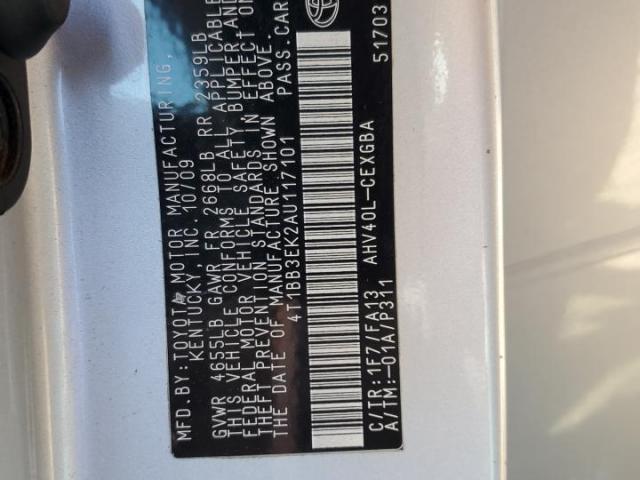 MFD. BY: TOYOTA MOTOR MANUFACTURING,
KENTUCKY, INC. 10/09
GVWR 4655LB GAWR FR 2668LB RR 2359LB
THIS VEHICLE CONFORMS TO ALL APPLICABLE
FEDERAL MOTOR VEHICLE SAFETY, BUMPER AND
THEFT PREVENTION STANDARDS IN EFFECT ON
THE DATE OF MANUFACTURE SHOWN ABOVE.
4T1BB3EK2AU117101 PASS.CAR
C/TR:1F7/FA13 AHV40L-CEXGBA
A/TM:-01A/P311 51703